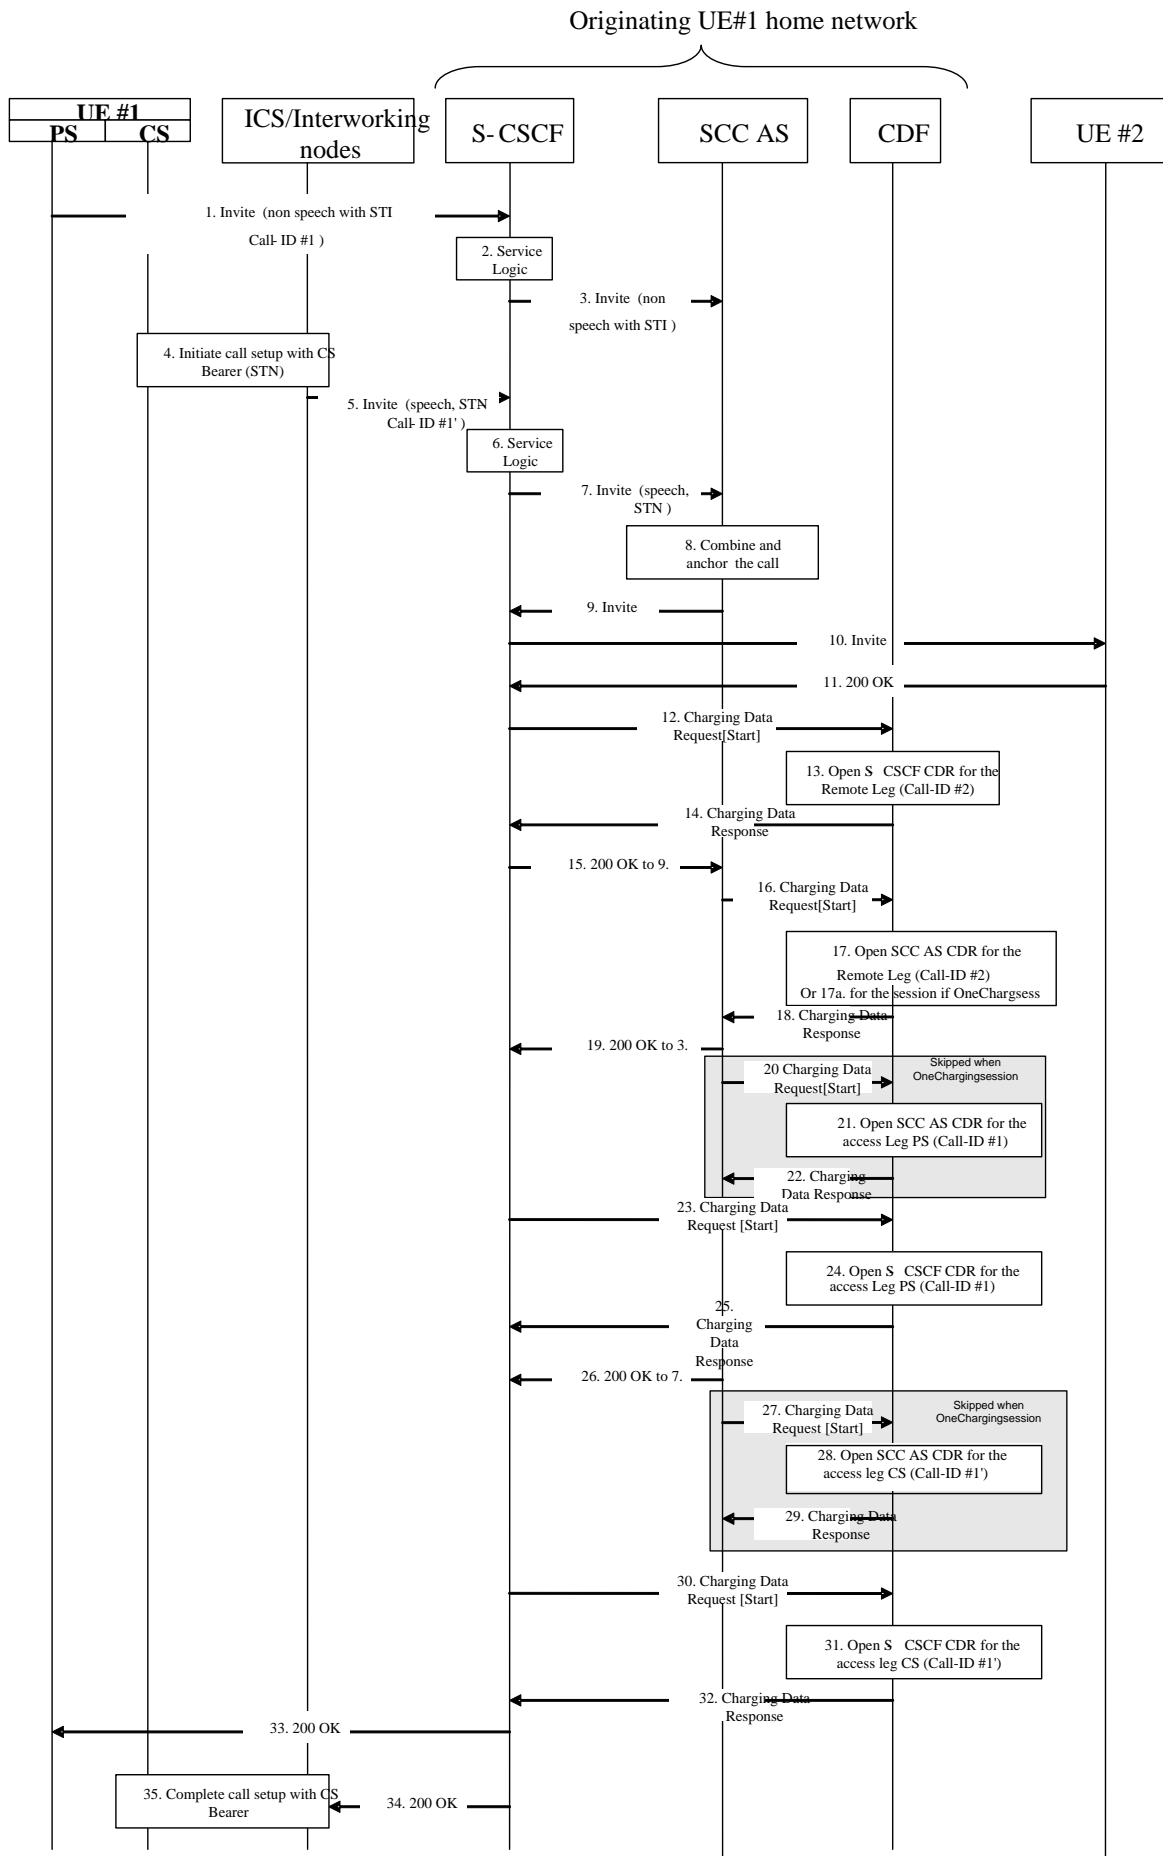 Originating UE#1 home network
UE #1
PS
CS
ICS/Interworking
nodes
S-CSCF
SCC AS
CDF
UE #2
1. Invite (non speech with STI
Call-ID #1 )
2. Service
Logic
3. Invite (non
speech with STI )
4. Initiate call setup with CS
Bearer (STN)
5. Invite (speech, STN
Call-ID #1' )
6. Service
Logic
7. Invite (speech,
STN )
8. Combine and
anchor the call
9. Invite
10. Invite
11. 200 OK
12. Charging Data
Request[Start]
13. Open S CSCF CDR for the
Remote Leg (Call-ID #2)
14. Charging Data
Response
15. 200 OK to 9.
16. Charging Data
Request[Start]
17. Open SCC AS CDR for the
Remote Leg (Call-ID #2)
Or 17a. for the session if OneChargsess
18. Charging Data
Response
19. 200 OK to 3.
Skipped when
OneChargingsession
20 Charging Data
Request[Start]
21. Open SCC AS CDR for the
access Leg PS (Call-ID #1)
22. Charging
Data Response
23. Charging Data
Request [Start]
24. Open S CSCF CDR for the
access Leg PS (Call-ID #1)
25.
Charging
Data
Response
26. 200 OK to 7.
Skipped when
OneChargingsession
27. Charging Data
Request [Start]
28. Open SCC AS CDR for the
access leg CS (Call-ID #1')
29. Charging Data
Response
30. Charging Data
Request [Start]
31. Open S CSCF CDR for the
access leg CS (Call-ID #1')
32. Charging Data
Response
33. 200 OK
34. 200 OK
35. Complete call setup with CS
Bearer